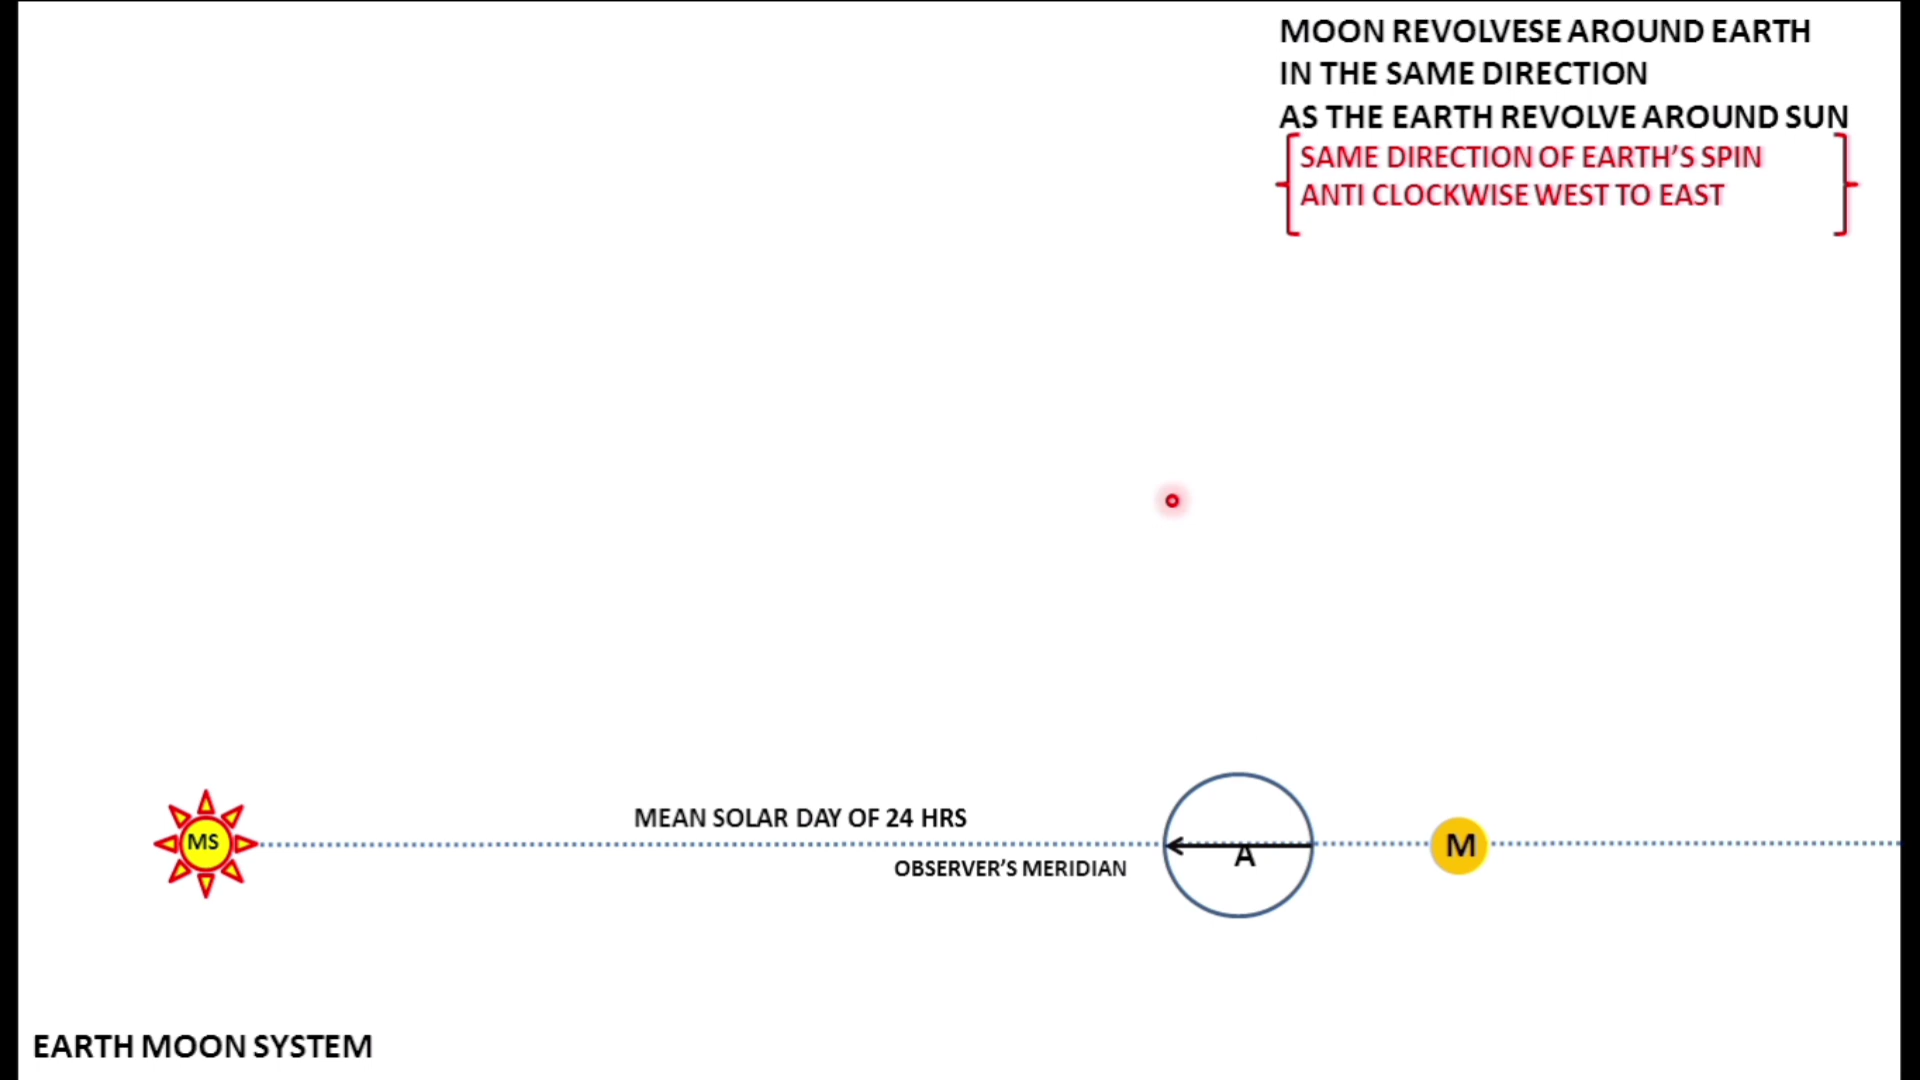 MOON REVOLVESE AROUND EARTH
IN THE SAME DIRECTION
AS THE EARTH REVOLVE AROUND SUN
SAME DIRECTION OF EARTH'S SPIN
ANTI CLOCKWISE WEST TO EAST
MEAN SOLAR DAY OF 24 HRS
MS
A
M
OBSERVER'S MERIDIAN
EARTH MOON SYSTEM